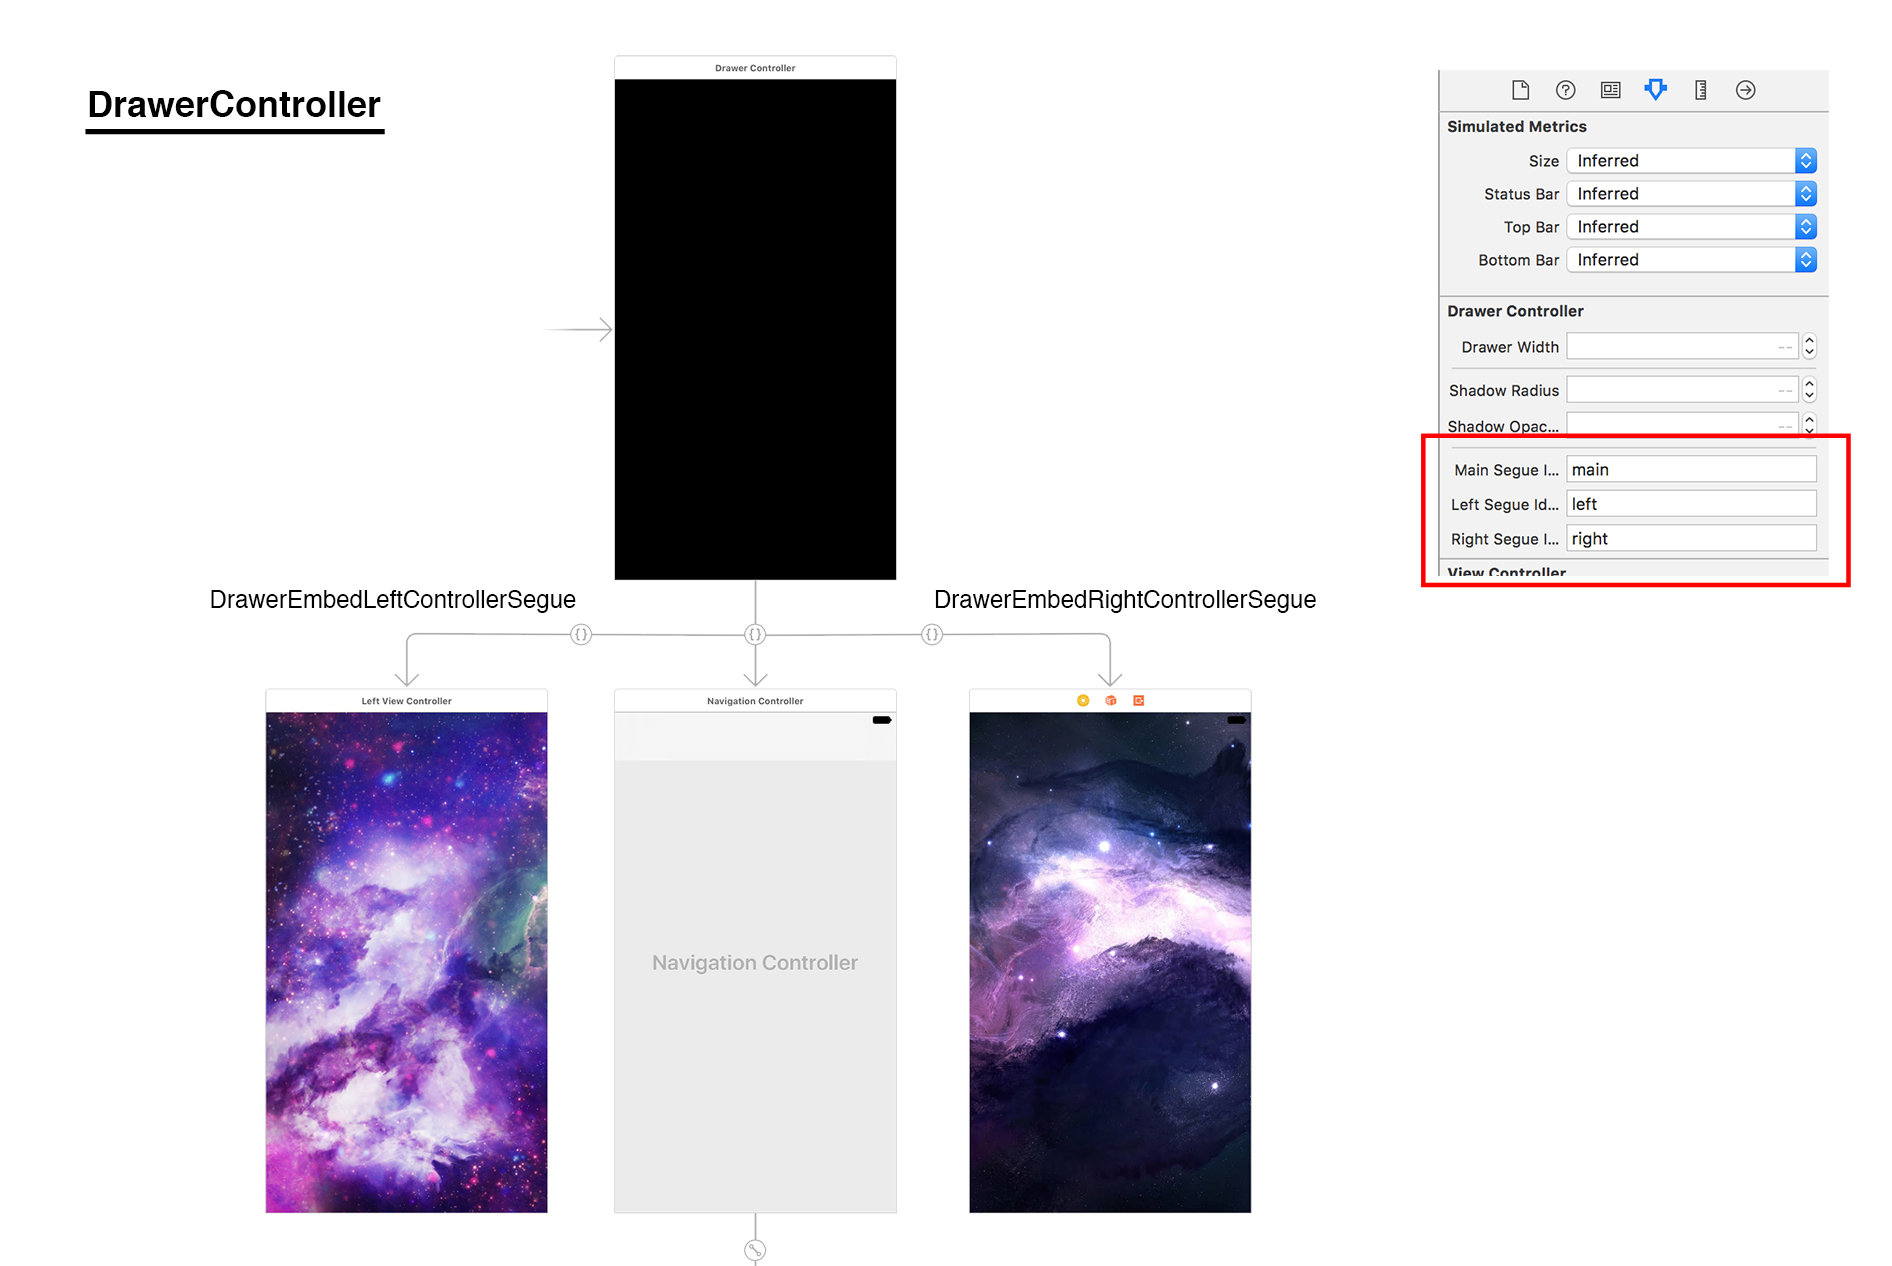 DrawerController
Drawer Controller
DrawerEmbedLeftControllerSegue
DrawerEmbedRightControllerSegue
Left View Controller
Navigation Controller
Navigation Controller
Simulated Metrics
Size Inferred
Status Bar Inferred
Top Bar Inferred
Bottom Bar Inferred
Drawer Controller
Drawer Width --
Shadow Radius --
Shadow Opac... --
Main Segue I... main
Left Segue Id... left
Right Segue I... right
View Controller